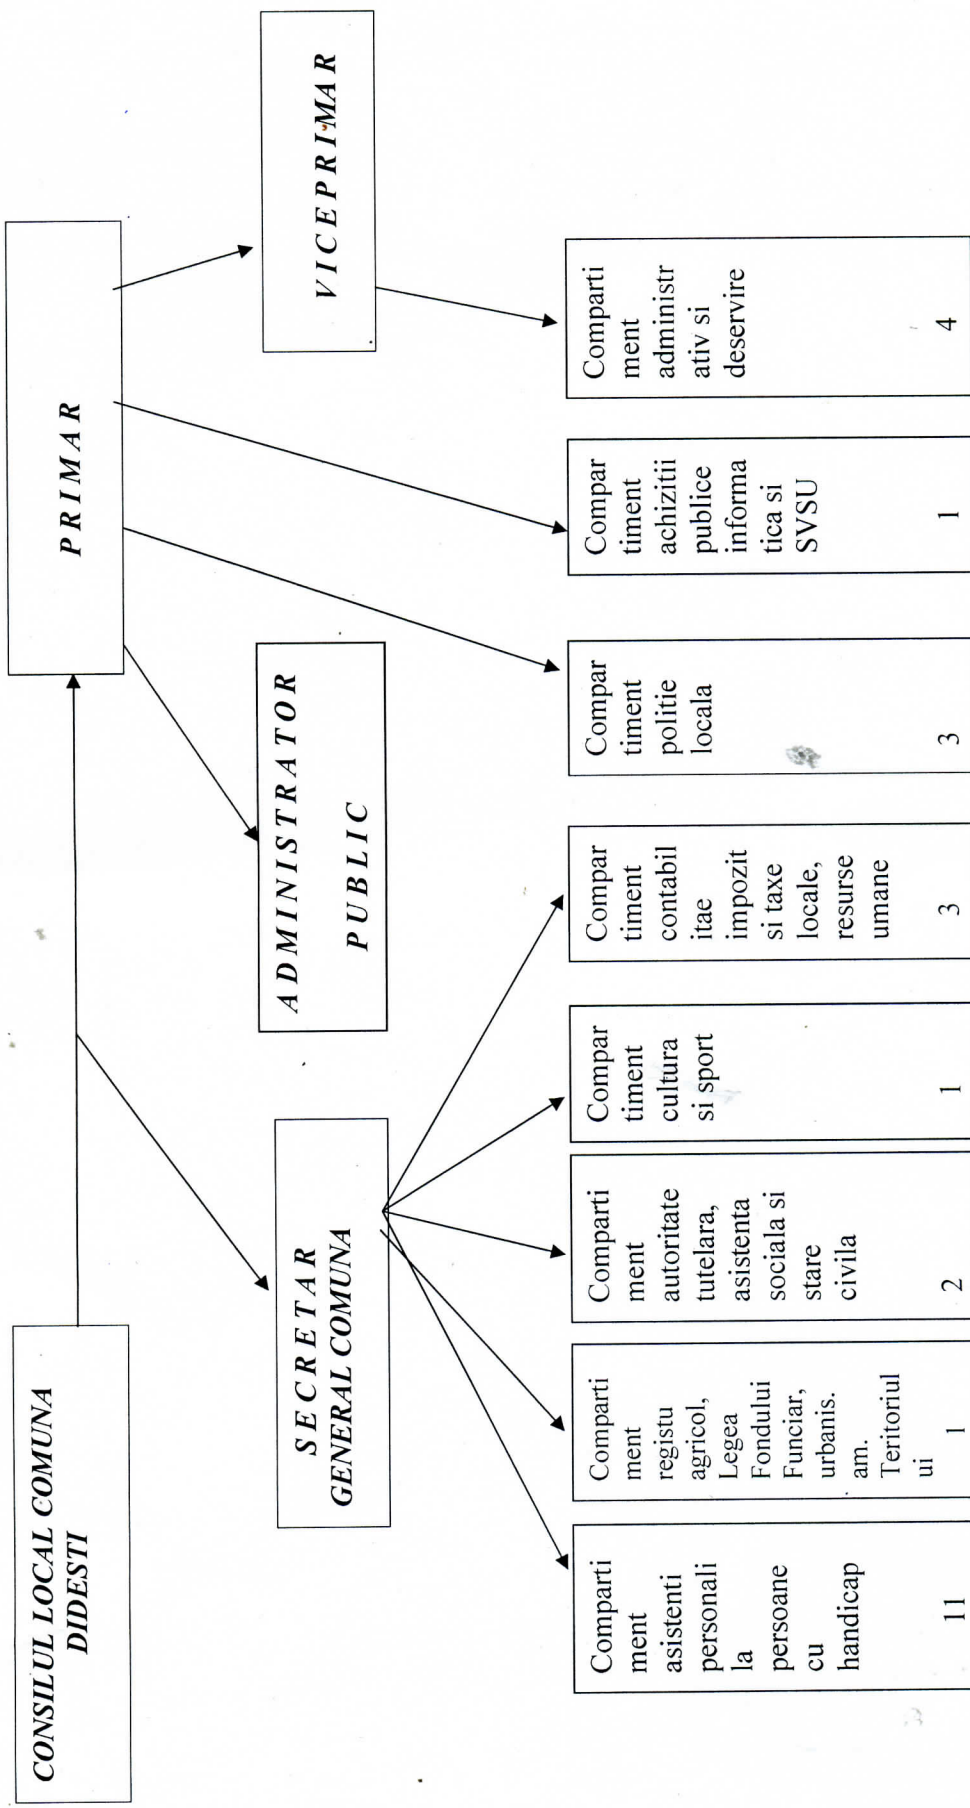 CONSILUL LOCAL COMUNA
DIDESTI
P R I M A R
S E C R E T A R
GENERAL COMUNA
A D M I N I S T R A T O R
P U B L I C
V I C E P R I M A R
Comparti
ment
asistenti
personali
la
persoane
cu
handicap
11
Comparti
ment
registu
agricol,
Legea
Fondului
Funciar,
urbanis.
am.
Teritoriul
ui
1
Comparti
ment
autoritate
tutelara,
asistenta
sociala si
stare
civila
2
Compar
timent
cultura
si sport
1
Compar
timent
contabil
itae
impozit
si taxe
locale,
resurse
umane
3
Compar
timent
politie
locala
3
Compar
timent
achizitii
publice
informa
tica si
SVSU
1
Comparti
ment
administr
ativ si
deservire
4